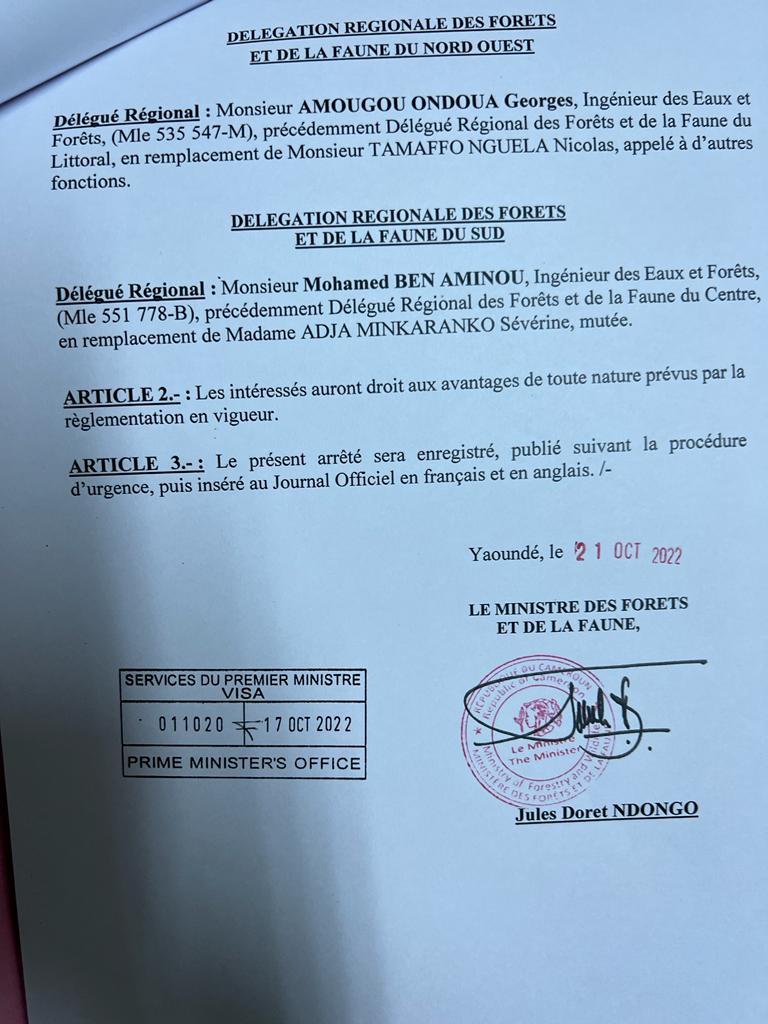 DELEGATION REGIONALE DES FORETS
ET DE LA FAUNE DU NORD OUEST
Délégué Régional : Monsieur AMOUGOU ONDOUA Georges, Ingénieur des Eaux et
Forêts, (Mle 535 547-M), précédemment Délégué Régional des Forêts et de la Faune du
Littoral, en remplacement de Monsieur TAMAFFO NGUELA Nicolas, appelé à d'autres
fonctions.
DELEGATION REGIONALE DES FORETS
ET DE LA FAUNE DU SUD
Délégué Régional : Monsieur Mohamed BEN AMINOU, Ingénieur des Eaux et Forêts,
(Mle 551 778-B), précédemment Délégué Régional des Forêts et de la Faune du Centre,
en remplacement de Madame ADJA MINKARANKO Sévérine, mutée.
ARTICLE 2.- : Les intéressés auront droit aux avantages de toute nature prévus par la
règlementation en vigueur.
ARTICLE 3.- : Le présent arrêté sera enregistré, publié suivant la procédure
d'urgence, puis inséré au Journal Officiel en français et en anglais. /-
Yaoundé, le 21 OCT 2022
LE MINISTRE DES FORETS
ET DE LA FAUNE,
SERVICES DU PREMIER MINISTRE
VISA
011020 17 OCT 2022
PRIME MINISTER'S OFFICE
REPUBLIQUE DU CAMEROUN
Republic of Cameroon
Le Ministre
The Minister
Ministry of Forestry and Wildlife
MINISTÈRE DES FORÊTS ET DE LA FAUNE
Jules Doret NDONGO